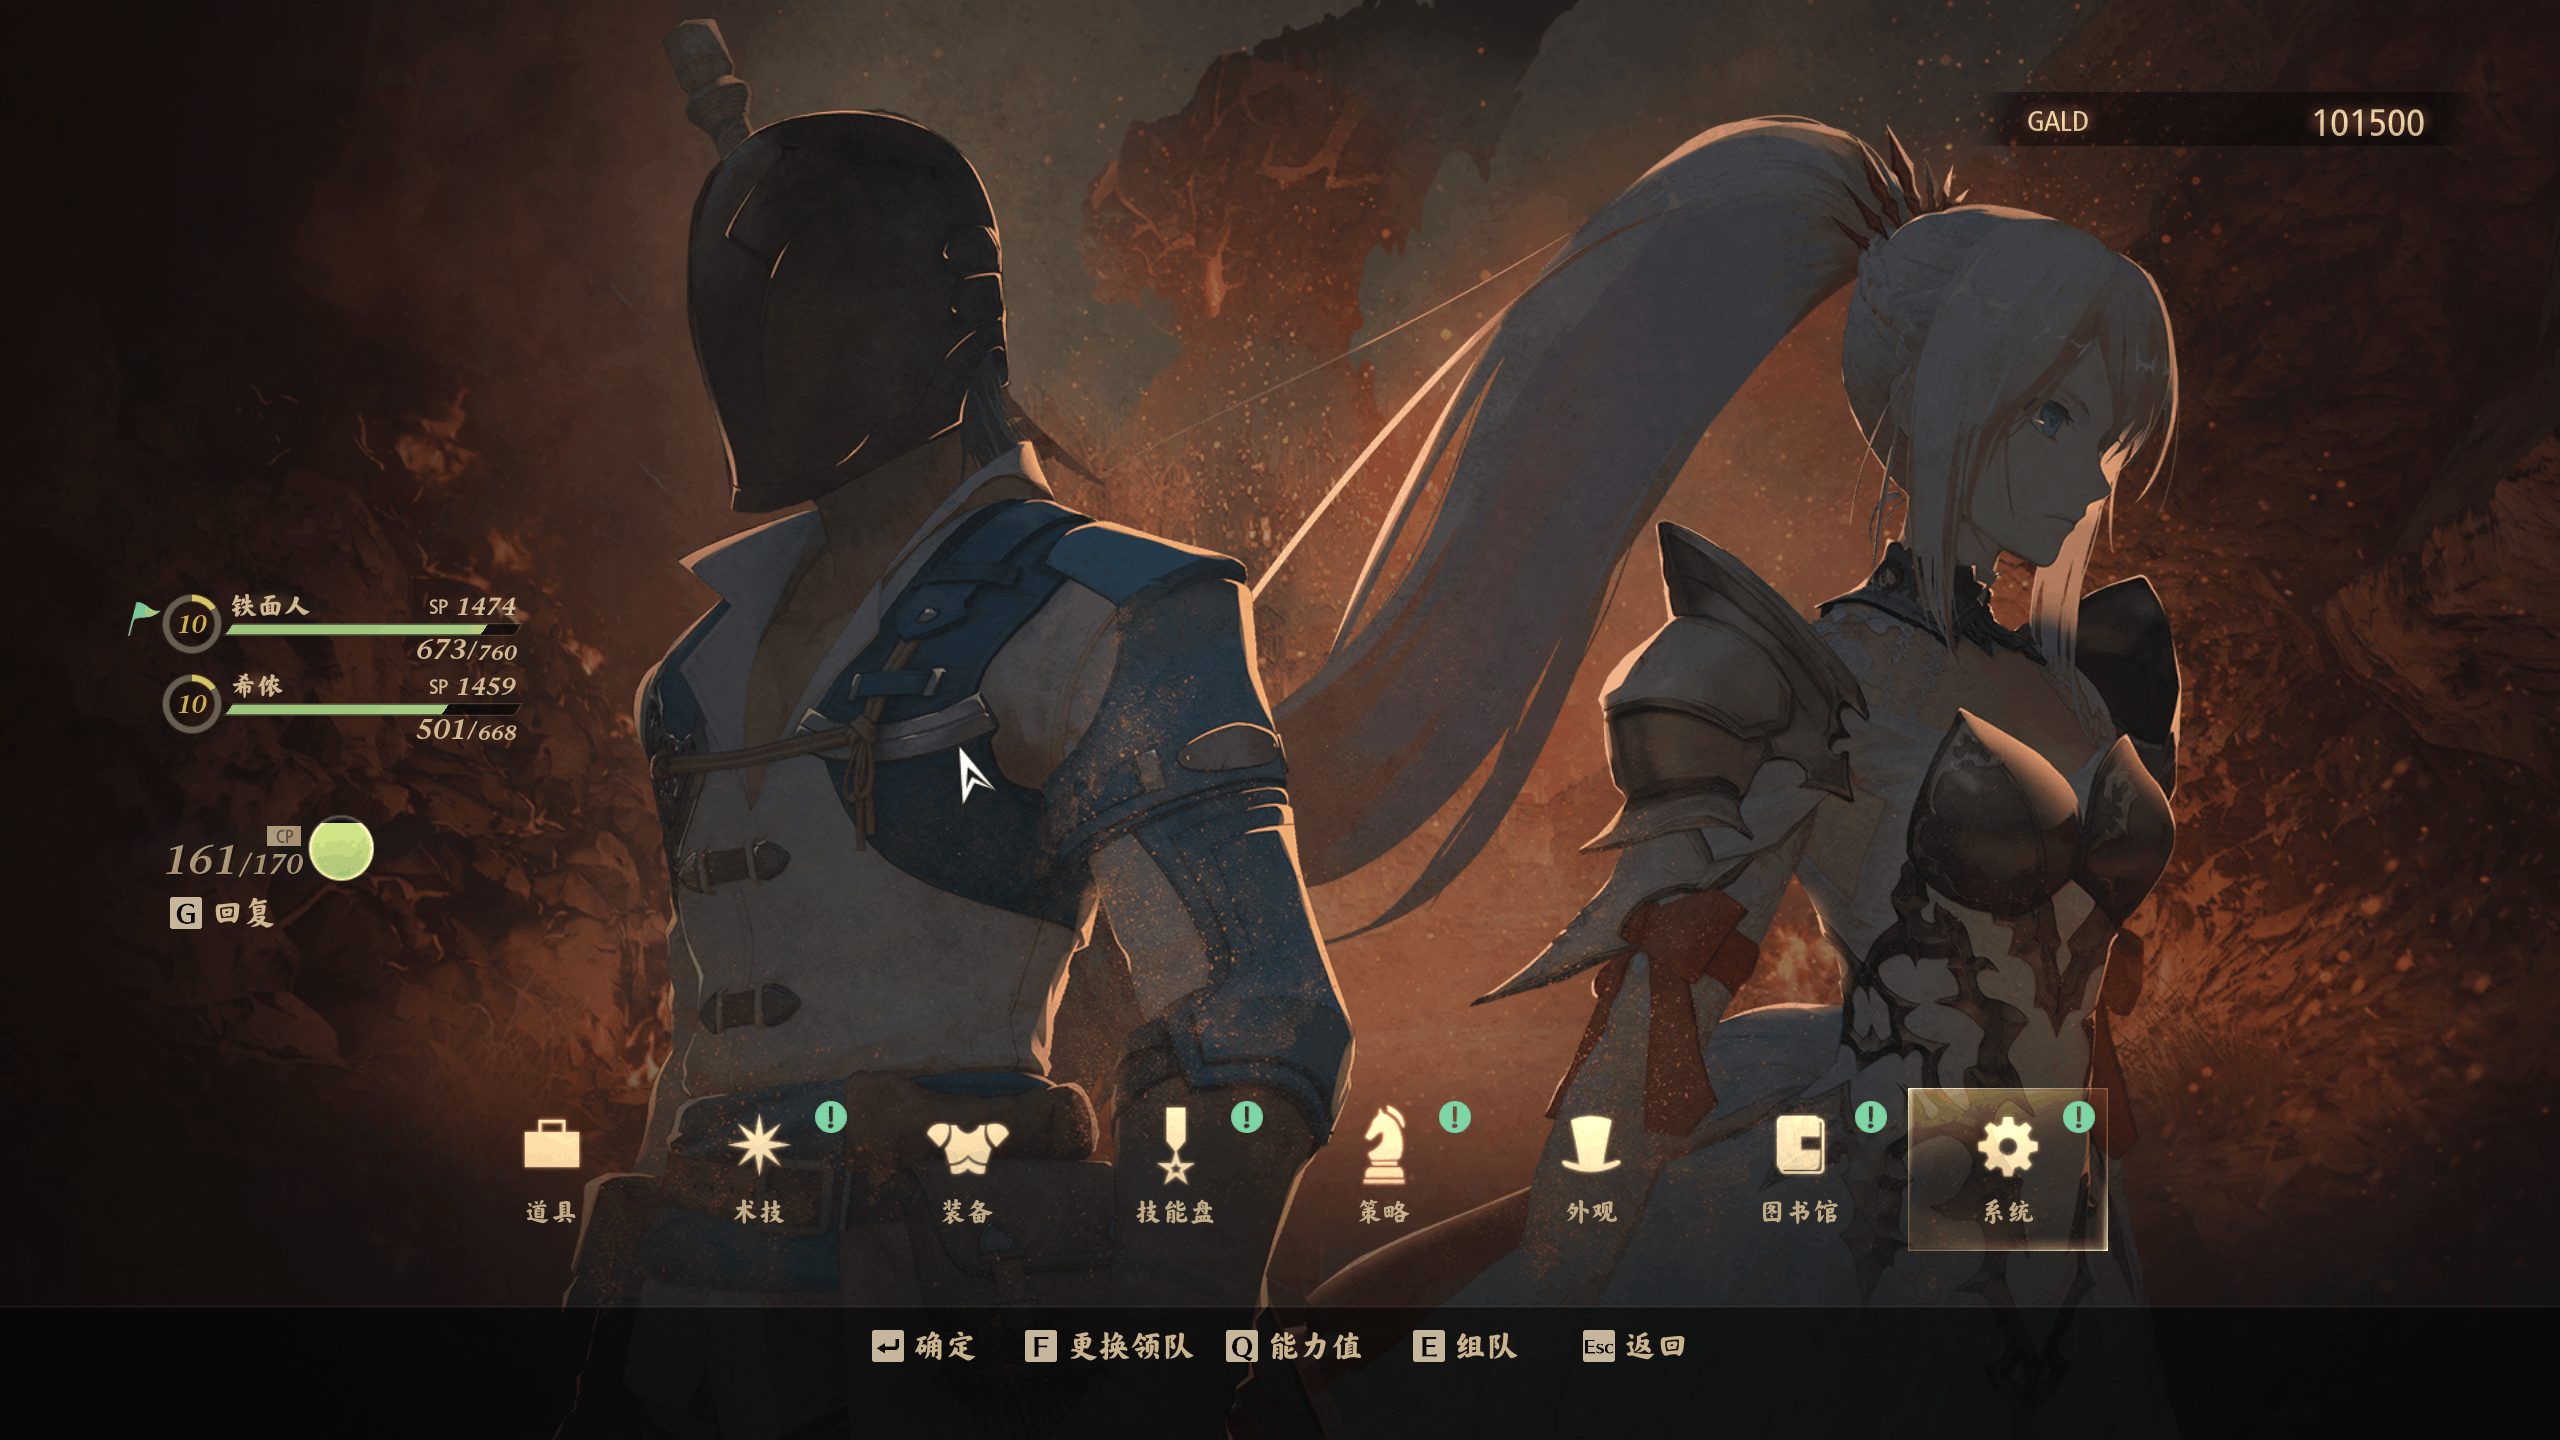 GALD 101500
10 铁面人 SP 1474
673/760
10 希侬 SP 1459
501/668
CP
161/170
G 回复
道具 术技 装备 技能盘 策略 外观 图书馆 系统
确定 F 更换领队 Q 能力值 E 组队 Esc 返回